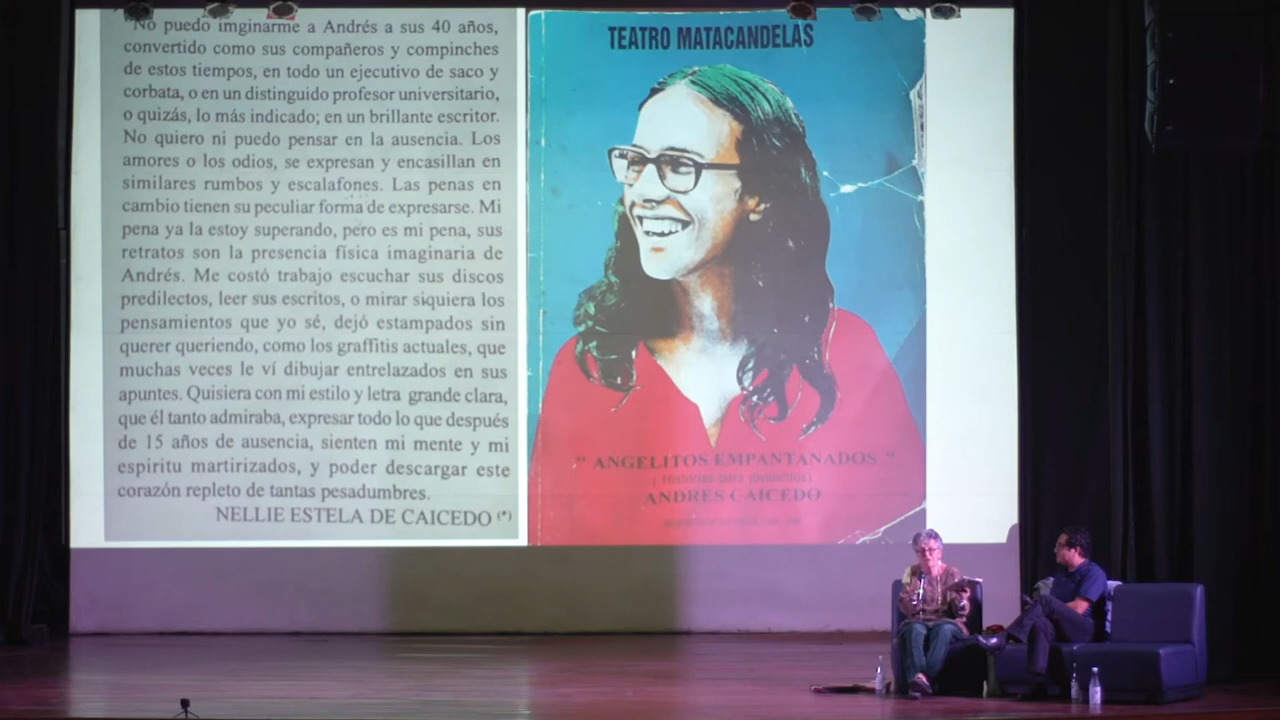 "No puedo imginarme a Andrés a sus 40 años,
convertido como sus compañeros y compinches
de estos tiempos, en todo un ejecutivo de saco y
corbata, o en un distinguido profesor universitario,
o quizás, lo más indicado; en un brillante escritor.
No quiero ni puedo pensar en la ausencia. Los
amores o los odios, se expresan y encasillan en
similares rumbos y escalafones. Las penas en
cambio tienen su peculiar forma de expresarse. Mi
pena ya la estoy superando, pero es mi pena, sus
retratos son la presencia física imaginaria de
Andrés. Me costó trabajo escuchar sus discos
predilectos, leer sus escritos, o mirar siquiera los
pensamientos que yo sé, dejó estampados sin
querer queriendo, como los graffitis actuales, que
muchas veces le ví dibujar entrelazados en sus
apuntes. Quisiera con mi estilo y letra grande clara,
que él tanto admiraba, expresar todo lo que después
de 15 años de ausencia, sienten mi mente y mi
espiritu martirizados, y poder descargar este
corazón repleto de tantas pesadumbres.
NELLIE ESTELA DE CAICEDO (*)
TEATRO MATACANDELAS
" ANGELITOS EMPANTANADOS "
( Historias para jovencitos)
ANDRES CAICEDO